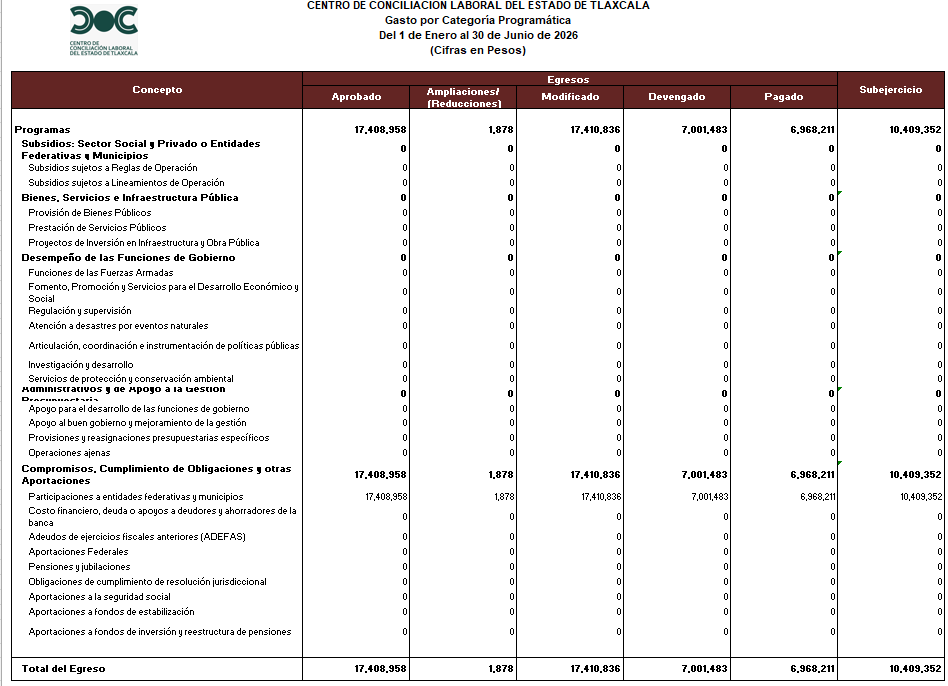 CENTRO DE
CONCILIACIÓN LABORAL
DEL ESTADO DE TLAXCALA
CENTRO DE CONCILIACION LABORAL DEL ESTADO DE TLAXCALA
Gasto por Categoría Programática
Del 1 de Enero al 30 de Junio de 2026
(Cifras en Pesos)
Concepto Egresos Subejercicio
Aprobado Ampliaciones/ (Reducciones) Modificado Devengado Pagado
Programas 17,408,958 1,878 17,410,836 7,001,483 6,968,211 10,409,352
Subsidios: Sector Social y Privado o Entidades
Federativas y Municipios 0 0 0 0 0 0
Subsidios sujetos a Reglas de Operación 0 0 0 0 0 0
Subsidios sujetos a Lineamientos de Operación 0 0 0 0 0 0
Bienes, Servicios e Infraestructura Pública 0 0 0 0 0 0
Provisión de Bienes Públicos 0 0 0 0 0 0
Prestación de Servicios Públicos 0 0 0 0 0 0
Proyectos de Inversión en Infraestructura y Obra Pública 0 0 0 0 0 0
Desempeño de las Funciones de Gobierno 0 0 0 0 0 0
Funciones de las Fuerzas Armadas 0 0 0 0 0 0
Fomento, Promoción y Servicios para el Desarrollo Económico y
Social 0 0 0 0 0 0
Regulación y supervisión 0 0 0 0 0 0
Atención a desastres por eventos naturales 0 0 0 0 0 0
Articulación, coordinación e instrumentación de políticas públicas 0 0 0 0 0 0
Investigación y desarrollo 0 0 0 0 0 0
Servicios de protección y conservación ambiental 0 0 0 0 0 0
Administrativos y de Apoyo a la Gestión
Presupuestaria 0 0 0 0 0 0
Apoyo para el desarrollo de las funciones de gobierno 0 0 0 0 0 0
Apoyo al buen gobierno y mejoramiento de la gestión 0 0 0 0 0 0
Provisiones y reasignaciones presupuestarias específicos 0 0 0 0 0 0
Operaciones ajenas 0 0 0 0 0 0
Compromisos, Cumplimiento de Obligaciones y otras
Aportaciones 17,408,958 1,878 17,410,836 7,001,483 6,968,211 10,409,352
Participaciones a entidades federativas y municipios 17,408,958 1,878 17,410,836 7,001,483 6,968,211 10,409,352
Costo financiero, deuda o apoyos a deudores y ahorradores de la
banca 0 0 0 0 0 0
Adeudos de ejercicios fiscales anteriores (ADEFAS) 0 0 0 0 0 0
Aportaciones Federales 0 0 0 0 0 0
Pensiones y jubilaciones 0 0 0 0 0 0
Obligaciones de cumplimiento de resolución jurisdiccional 0 0 0 0 0 0
Aportaciones a la seguridad social 0 0 0 0 0 0
Aportaciones a fondos de estabilización 0 0 0 0 0 0
Aportaciones a fondos de inversión y reestructura de pensiones 0 0 0 0 0 0
Total del Egreso 17,408,958 1,878 17,410,836 7,001,483 6,968,211 10,409,352